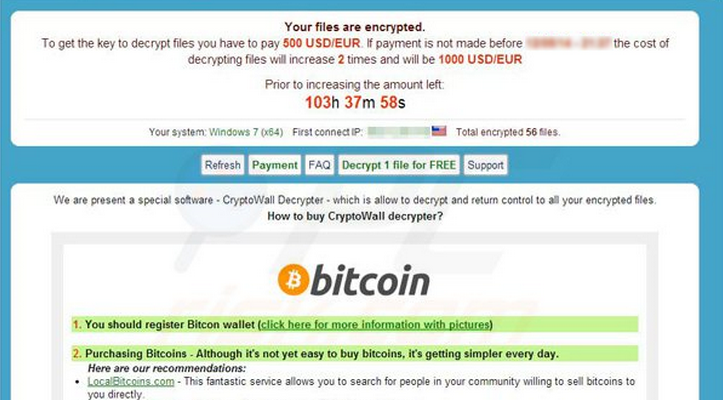 Your files are encrypted.
To get the key to decrypt files you have to pay 500 USD/EUR. If payment is not made before the cost of
decrypting files will increase 2 times and will be 1000 USD/EUR
Prior to increasing the amount left:
103h 37m 58s
Your system: Windows 7 (x64) First connect IP: Total encrypted 56 files.
Refresh Payment FAQ Decrypt 1 file for FREE Support
We are present a special software - CryptoWall Decrypter - which is allow to decrypt and return control to all your encrypted files.
How to buy CryptoWall decrypter?
bitcoin
1. You should register Bitcon wallet (click here for more information with pictures)
2. Purchasing Bitcoins - Although it's not yet easy to buy bitcoins, it's getting simpler every day.
Here are our recommendations:
• LocalBitcoins.com - This fantastic service allows you to search for people in your community willing to sell bitcoins to
you directly.